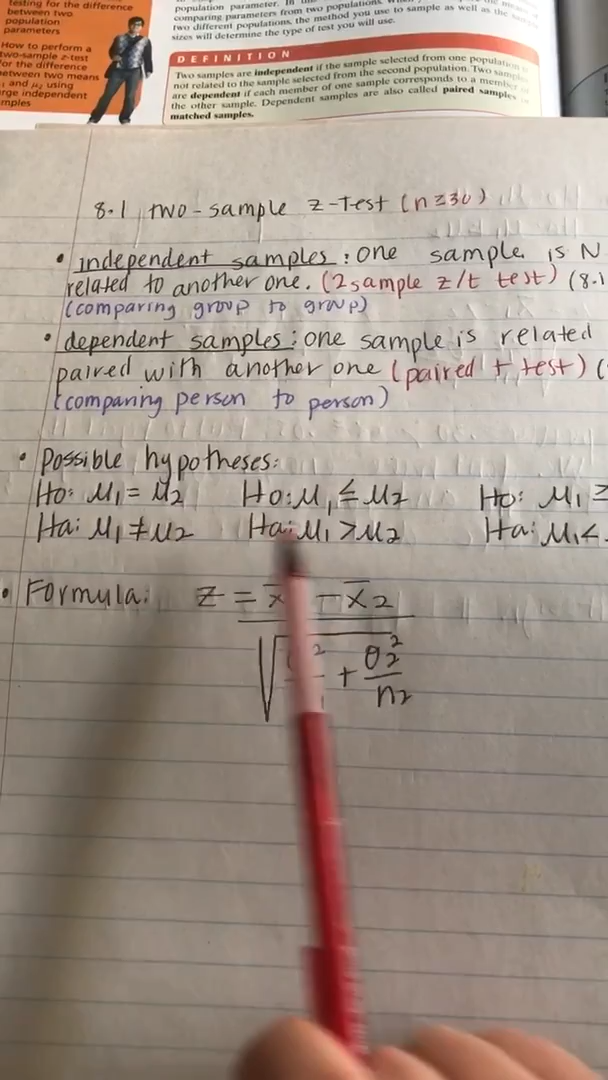 testing for the difference
between two
population
parameters
How to perform a
two-sample z-test
for the difference
between two means
and μ2 using
large independent
samples
population parameter. In
comparing parameters from two populations. When
two different populations, the method you use to sample as well as the
sizes will determine the type of test you will use.
DEFINITION
Two samples are independent if the sample selected from one population
not related to the sample selected from the second population. Two samples
are dependent if each member of one sample corresponds to a member
the other sample. Dependent samples are also called paired samples
matched samples.
8.1 two-sample z-Test (n≥30)
• independent samples: one sample is N
related to another one. (2 sample z/t test) (8.1
(comparing group to group)
• dependent samples: one sample is related
paired with another one (paired t test) (
(comparing person to person)
• possible hypotheses:
Ho: μ1 = μ2 Ho: μ1 ≤ μ2 Ho: μ1 ≥
Ha: μ1 ≠ μ2 Ha: μ1 > μ2 Ha: μ1 <
• Formula: z = x̄ - x̄2
2 + σ2²
n2